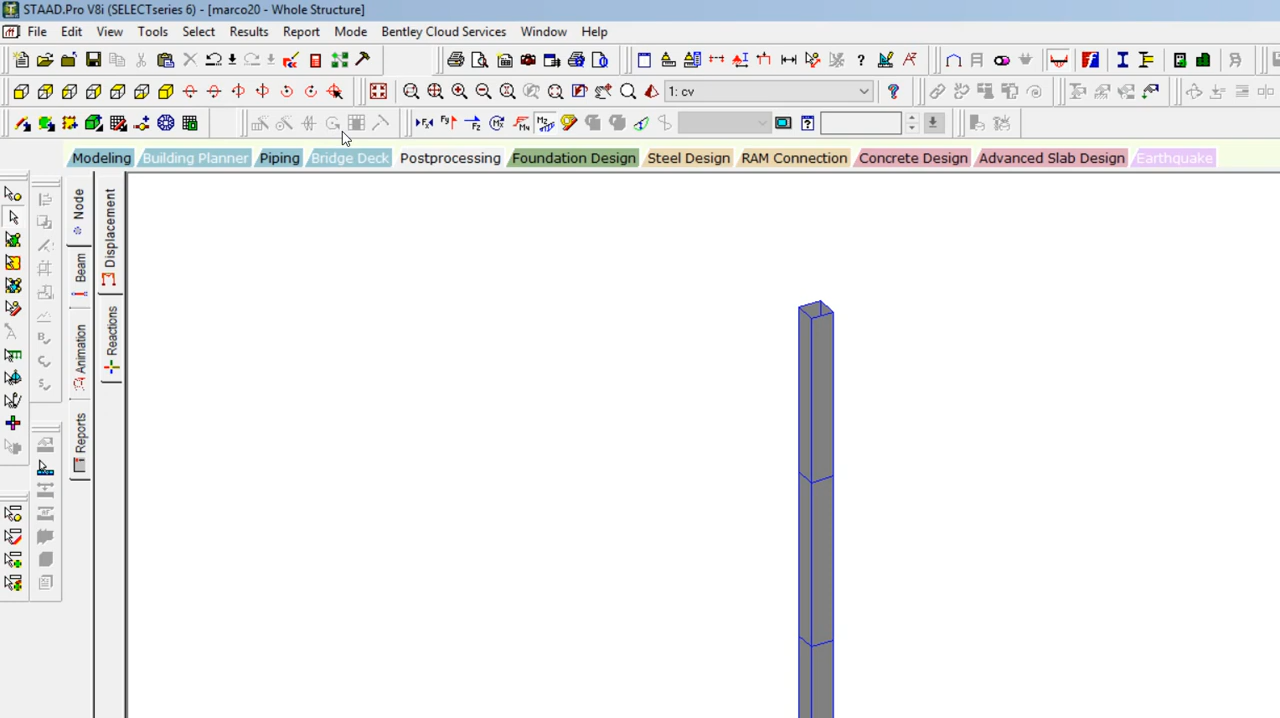 STAAD.Pro V8i (SELECTseries 6) - [marco20 - Whole Structure]
File Edit View Tools Select Results Report Mode Bentley Cloud Services Window Help
1: cv
Modeling Building Planner Piping Bridge Deck Postprocessing Foundation Design Steel Design RAM Connection Concrete Design Advanced Slab Design Earthquake
Node
Displacement
Beam
Reactions
Animation
Reports